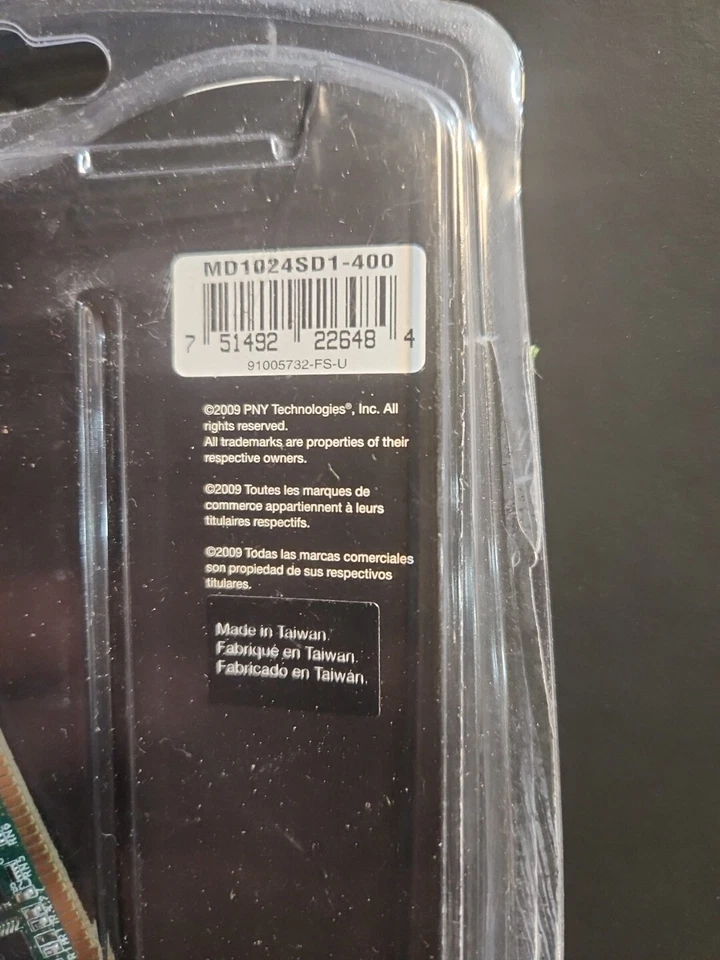 MD1024SD1-400
7 51492 22648 4
91005732-FS-U
©2009 PNY Technologies®, Inc. All
rights reserved.
All trademarks are properties of their
respective owners.
©2009 Toutes les marques de
commerce appartiennent à leurs
titulaires respectifs.
©2009 Todas las marcas comerciales
son propiedad de sus respectivos
titulares.
Made in Taiwan.
Fabriqué en Taiwan.
Fabricado en Taiwán.
RN6
RN5